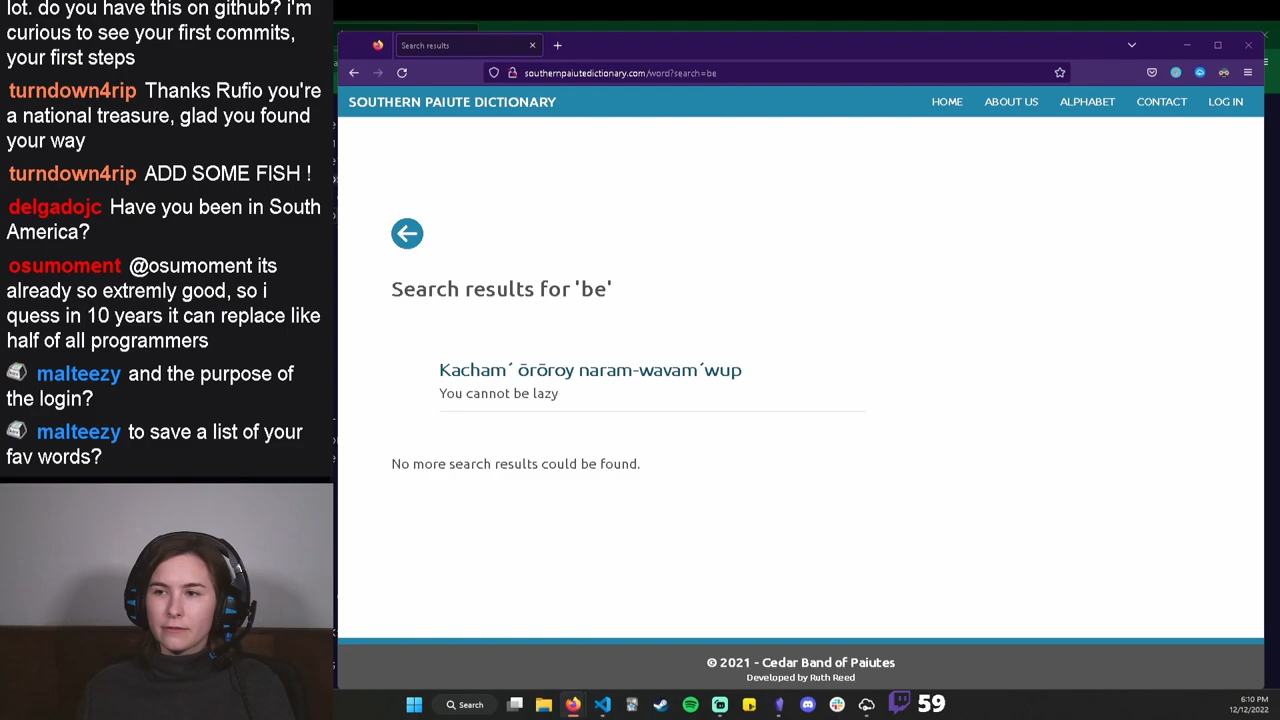 lot. do you have this on github? i'm
curious to see your first commits,
your first steps
turndown4rip Thanks Rufio you're
a national treasure, glad you found
your way
turndown4rip ADD SOME FISH !
delgadojc Have you been in South
America?
osumoment @osumoment its
already so extremly good, so i
quess in 10 years it can replace like
half of all programmers
malteezy and the purpose of
the login?
malteezy to save a list of your
fav words?
Search results
southernpaiutedictionary.com/word?search=be
SOUTHERN PAIUTE DICTIONARY
HOME
ABOUT US
ALPHABET
CONTACT
LOG IN
Search results for 'be'
Kacham´ ōrōroy naram-wavam´wup
You cannot be lazy
No more search results could be found.
© 2021 - Cedar Band of Paiutes
Developed by Ruth Reed
Search
59
6:10 PM
12/12/2022